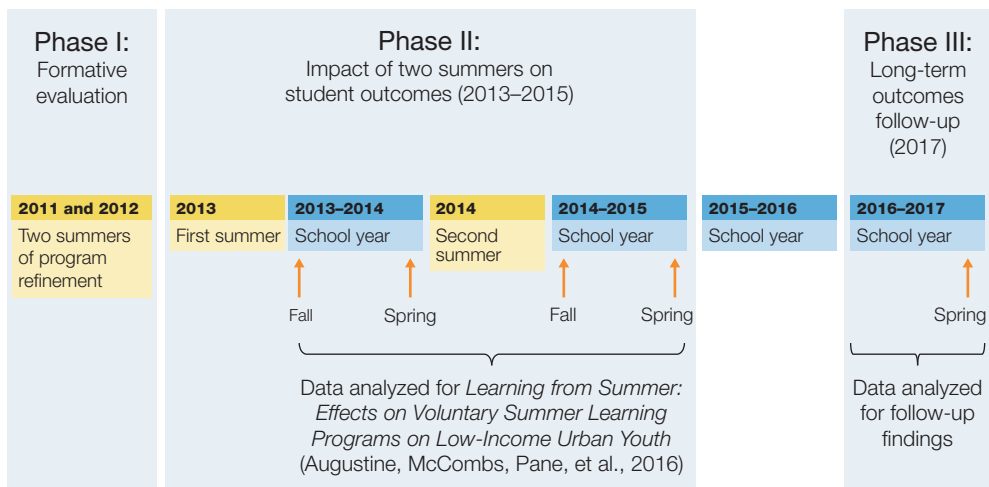 Phase I:
Formative
evaluation
Phase II:
Impact of two summers on
student outcomes (2013–2015)
Phase III:
Long-term
outcomes
follow-up
(2017)
2011 and 2012
Two summers
of program
refinement
2013
First summer
2013–2014
School year
2014
Second
summer
2014–2015
School year
2015–2016
School year
2016–2017
School year
Fall
Spring
Fall
Spring
Spring
Data analyzed for Learning from Summer:
Effects on Voluntary Summer Learning
Programs on Low-Income Urban Youth
(Augustine, McCombs, Pane, et al., 2016)
Data analyzed
for follow-up
findings